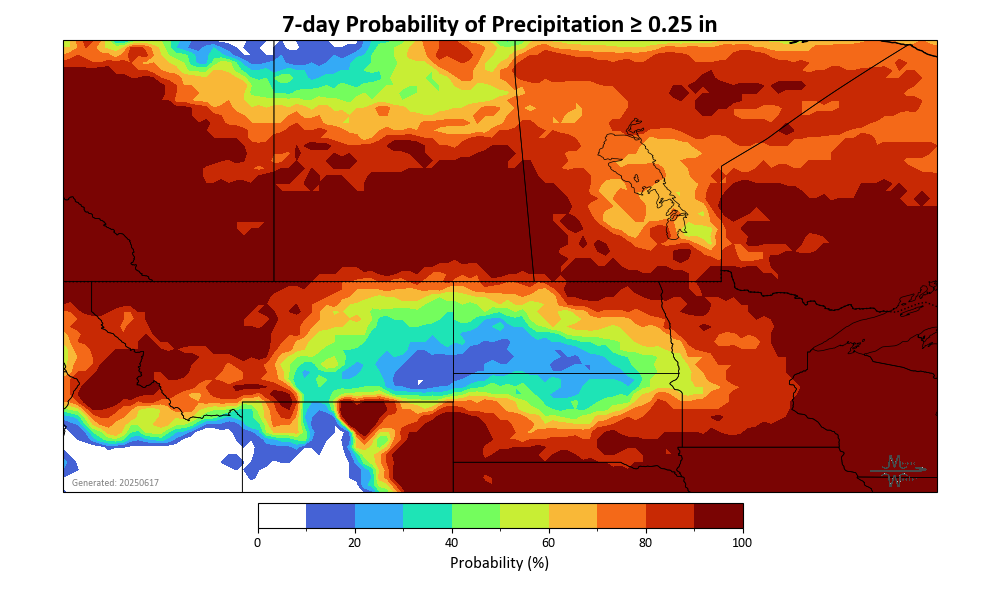 7-day Probability of Precipitation ≥ 0.25 in
Generated: 20250617
0 20 40 60 80 100
Probability (%)